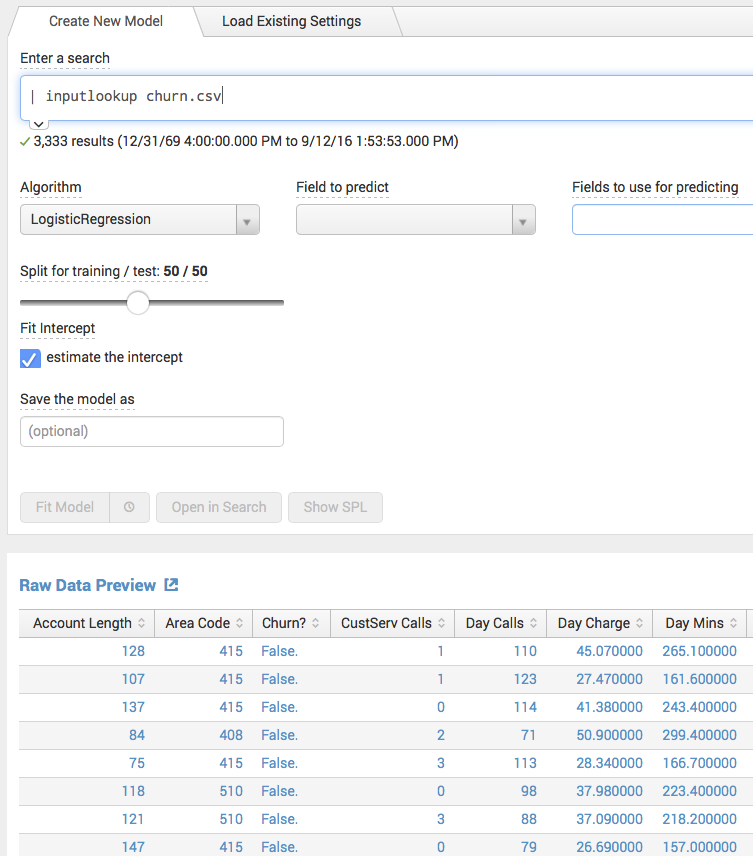 Create New Model Load Existing Settings
Enter a search
| inputlookup churn.csv
3,333 results (12/31/69 4:00:00.000 PM to 9/12/16 1:53:53.000 PM)
Algorithm Field to predict Fields to use for predicting
LogisticRegression
Split for training / test: 50 / 50
Fit Intercept
estimate the intercept
Save the model as
(optional)
Fit Model Open in Search Show SPL
Raw Data Preview
Account Length Area Code Churn? CustServ Calls Day Calls Day Charge Day Mins
128 415 False. 1 110 45.070000 265.100000
107 415 False. 1 123 27.470000 161.600000
137 415 False. 0 114 41.380000 243.400000
84 408 False. 2 71 50.900000 299.400000
75 415 False. 3 113 28.340000 166.700000
118 510 False. 0 98 37.980000 223.400000
121 510 False. 3 88 37.090000 218.200000
147 415 False. 0 79 26.690000 157.000000